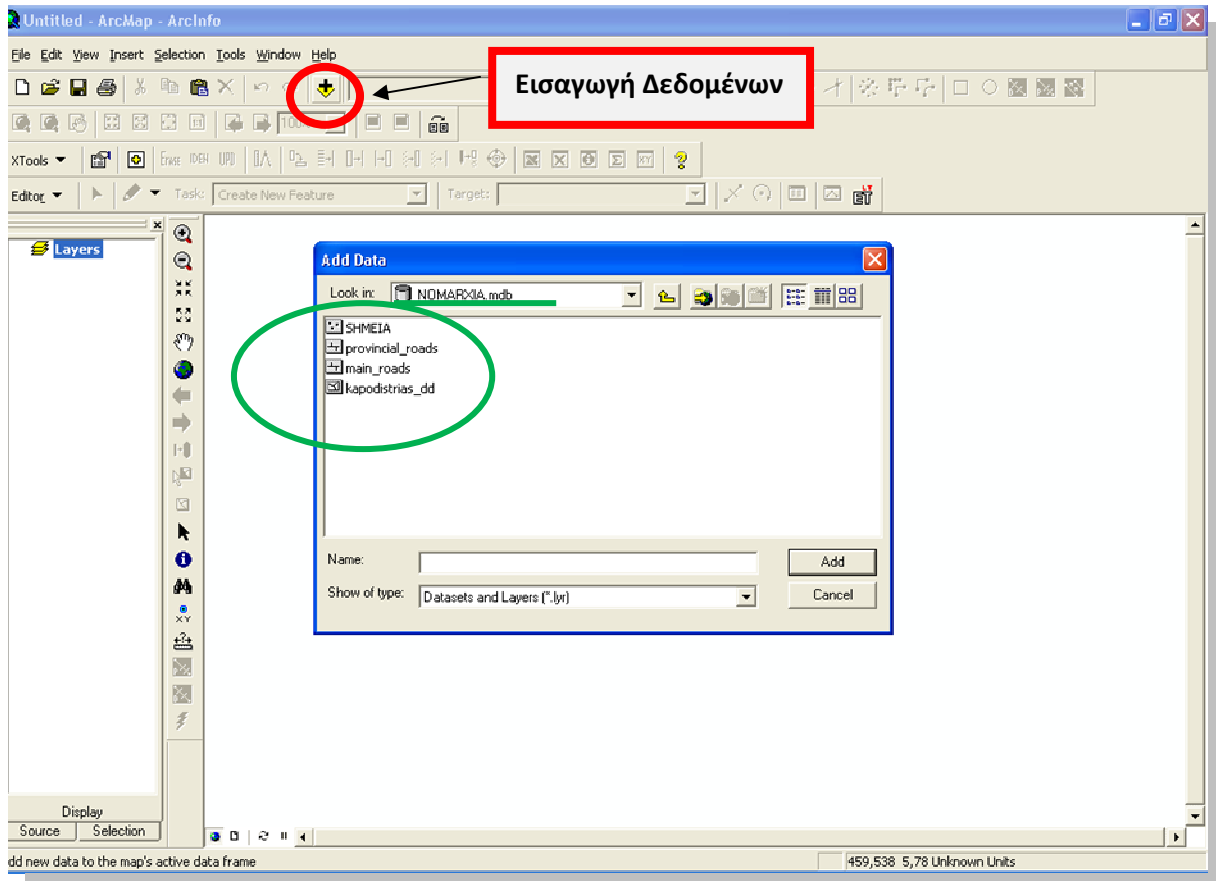 Untitled - ArcMap - ArcInfo
File Edit View Insert Selection Tools Window Help
Εισαγωγή Δεδομένων
100%
XTools
Editor Task: Create New Feature Target:
Layers
Add Data
Look in: NOMARXIA.mdb
SHMEIA
provincial_roads
main_roads
kapodistrias_dd
Name:
Add
Show of type: Datasets and Layers (*.lyr)
Cancel
XY
Display
Source Selection
dd new data to the map's active data frame
459,538 5,78 Unknown Units